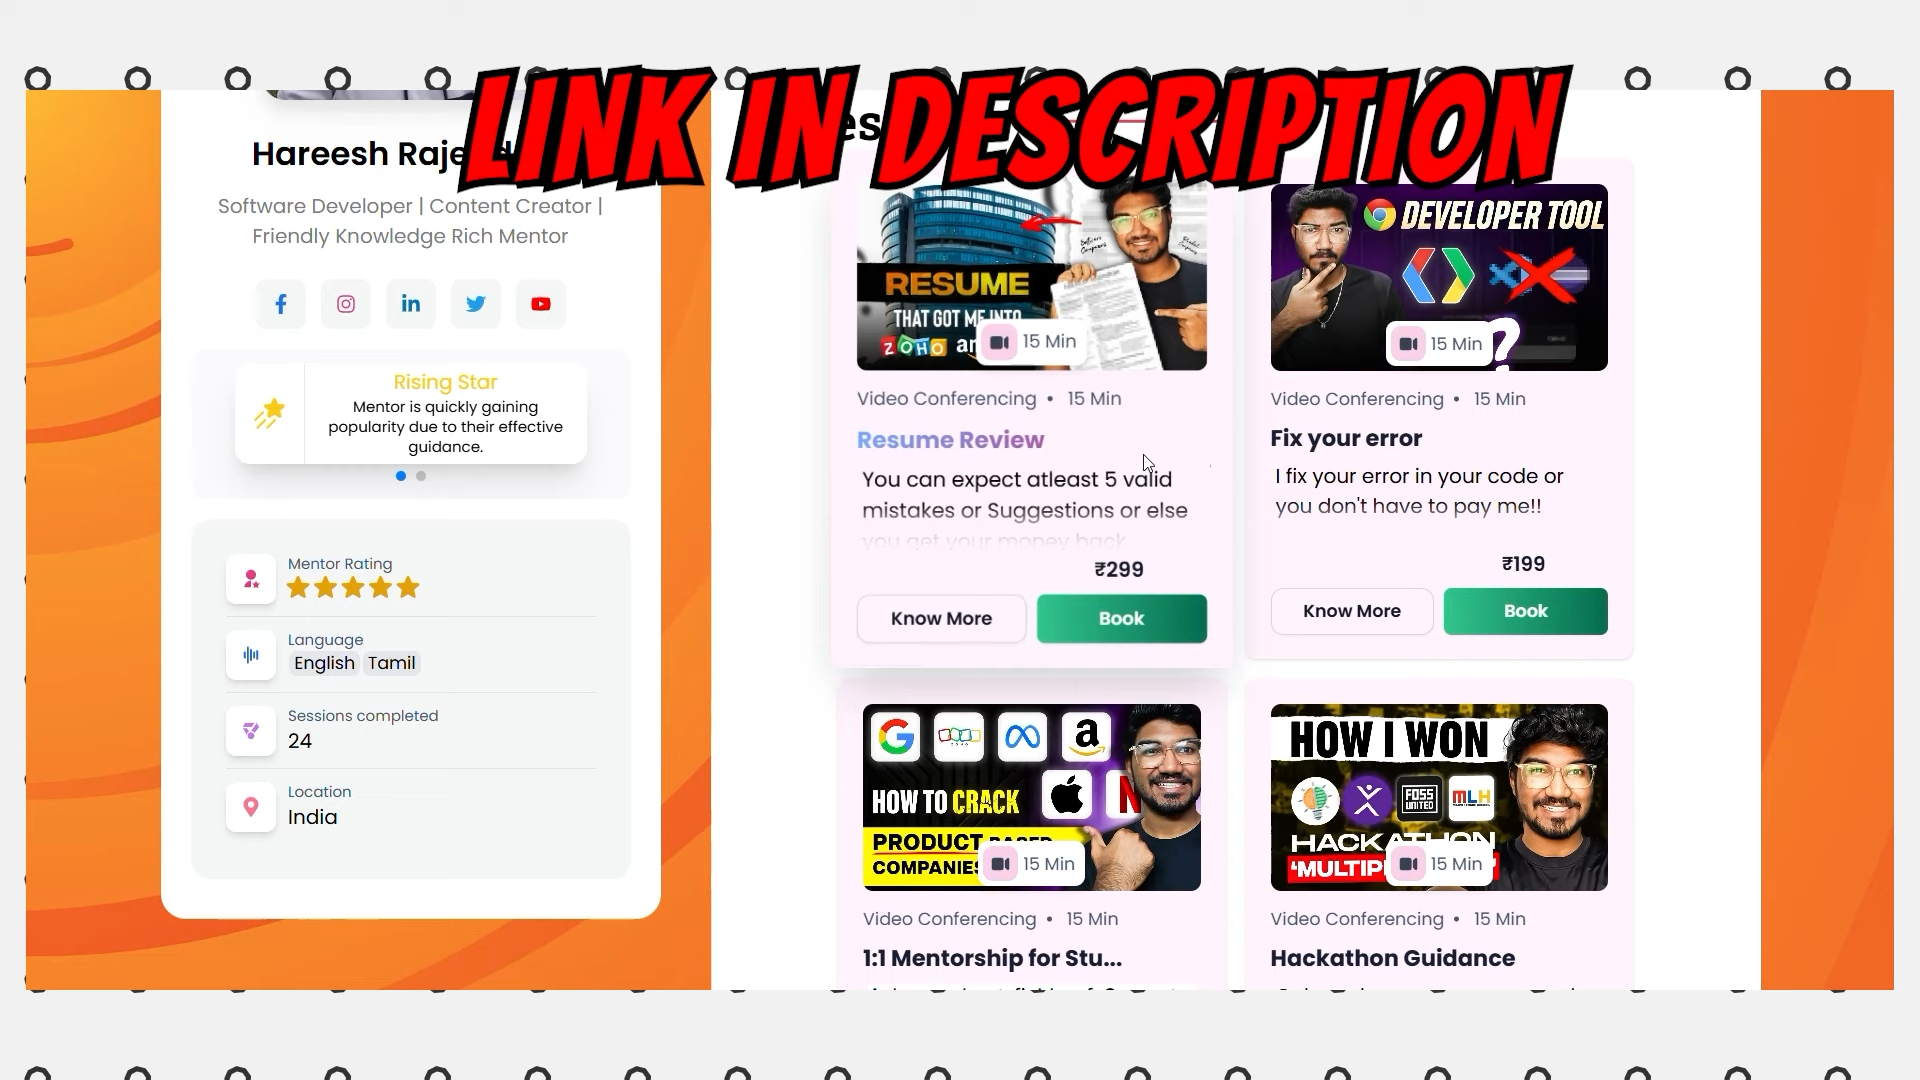 LINK IN DESCRIPTION
Hareesh
Software Developer | Content Creator |
Friendly Knowledge Rich Mentor
Rising Star
Mentor is quickly gaining
popularity due to their effective
guidance.
Mentor Rating
Language
English Tamil
Sessions completed
24
Location
India
RESUME
THAT GOT ME INTO
ZOHO
15 Min
Video Conferencing • 15 Min
Resume Review
You can expect atleast 5 valid
mistakes or Suggestions or else
you get your money back
₹299
Know More
Book
DEVELOPER TOOL
?
15 Min
Video Conferencing • 15 Min
Fix your error
I fix your error in your code or
you don't have to pay me!!
₹199
Know More
Book
HOW TO CRACK
PRODUCT BASED
COMPANIES
15 Min
Video Conferencing • 15 Min
1:1 Mentorship for Stu...
HOW I WON
FOSS
UNITED
MLH
HACKATHON
15 Min
Video Conferencing • 15 Min
Hackathon Guidance